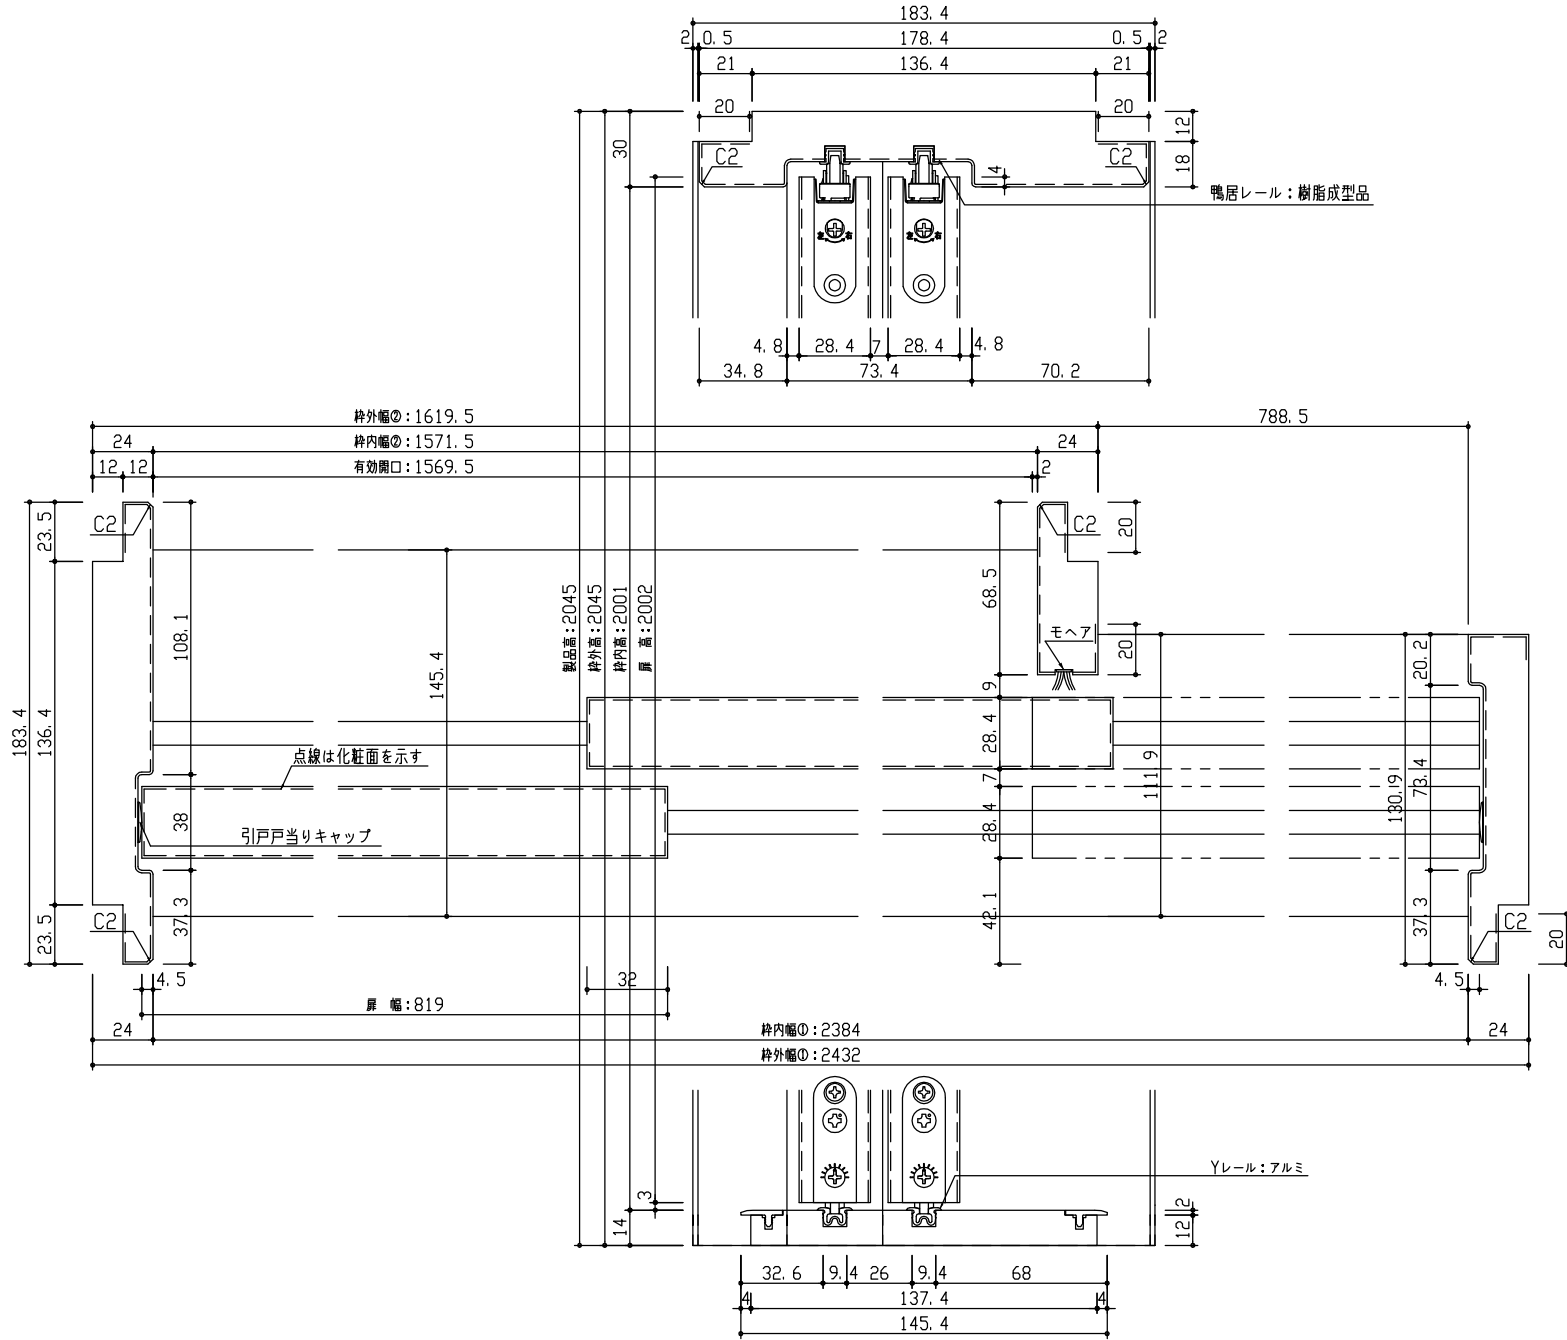 183.4
2 0.5 178.4 0.5 2
21 136.4 21
20 20
12
18
30
C2 C2
4
鴨居レール：樹脂成型品
左 右 左 右
4.8 28.4 7 28.4 4.8
34.8 73.4 70.2
枠外幅②：1619.5 788.5
24 枠内幅②：1571.5 24
12 12 有効開口：1569.5 2
183.4
23.5
136.4
23.5
C2
108.1
38
37.3
145.4
製品高：2045
枠外高：2045
枠内高：2001
扉 高：2002
C2
20
68.5
モヘア
20
9
28.4
7
28.4
42.1
111.9
130.9
20.2
73.4
37.3
点線は化粧面を示す
引戸戸当りキャップ
C2
C2
20
4.5 32 4.5
扉 幅：819
24 枠内幅①：2384 24
枠外幅①：2432
Yレール：アルミ
3
14
2
12
32.6 9.4 26 9.4 68
4 137.4 4
145.4